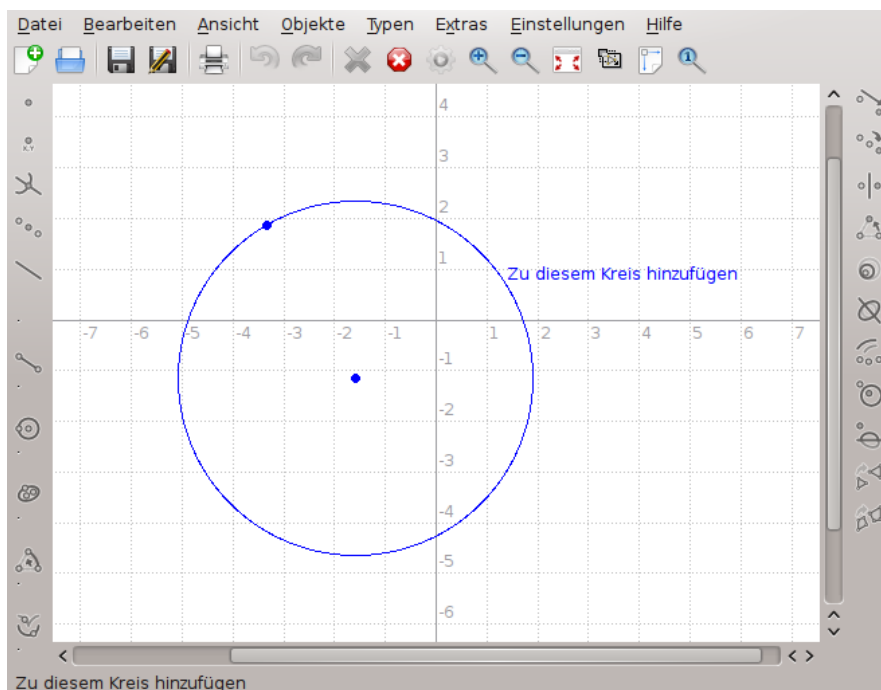 Datei Bearbeiten Ansicht Objekte Typen Extras Einstellungen Hilfe
X,Y
4
3
2
1
Zu diesem Kreis hinzufügen
-7 -6 -5 -4 -3 -2 -1 1 2 3 4 5 6 7
-1
-2
-3
-4
-5
-6
Zu diesem Kreis hinzufügen